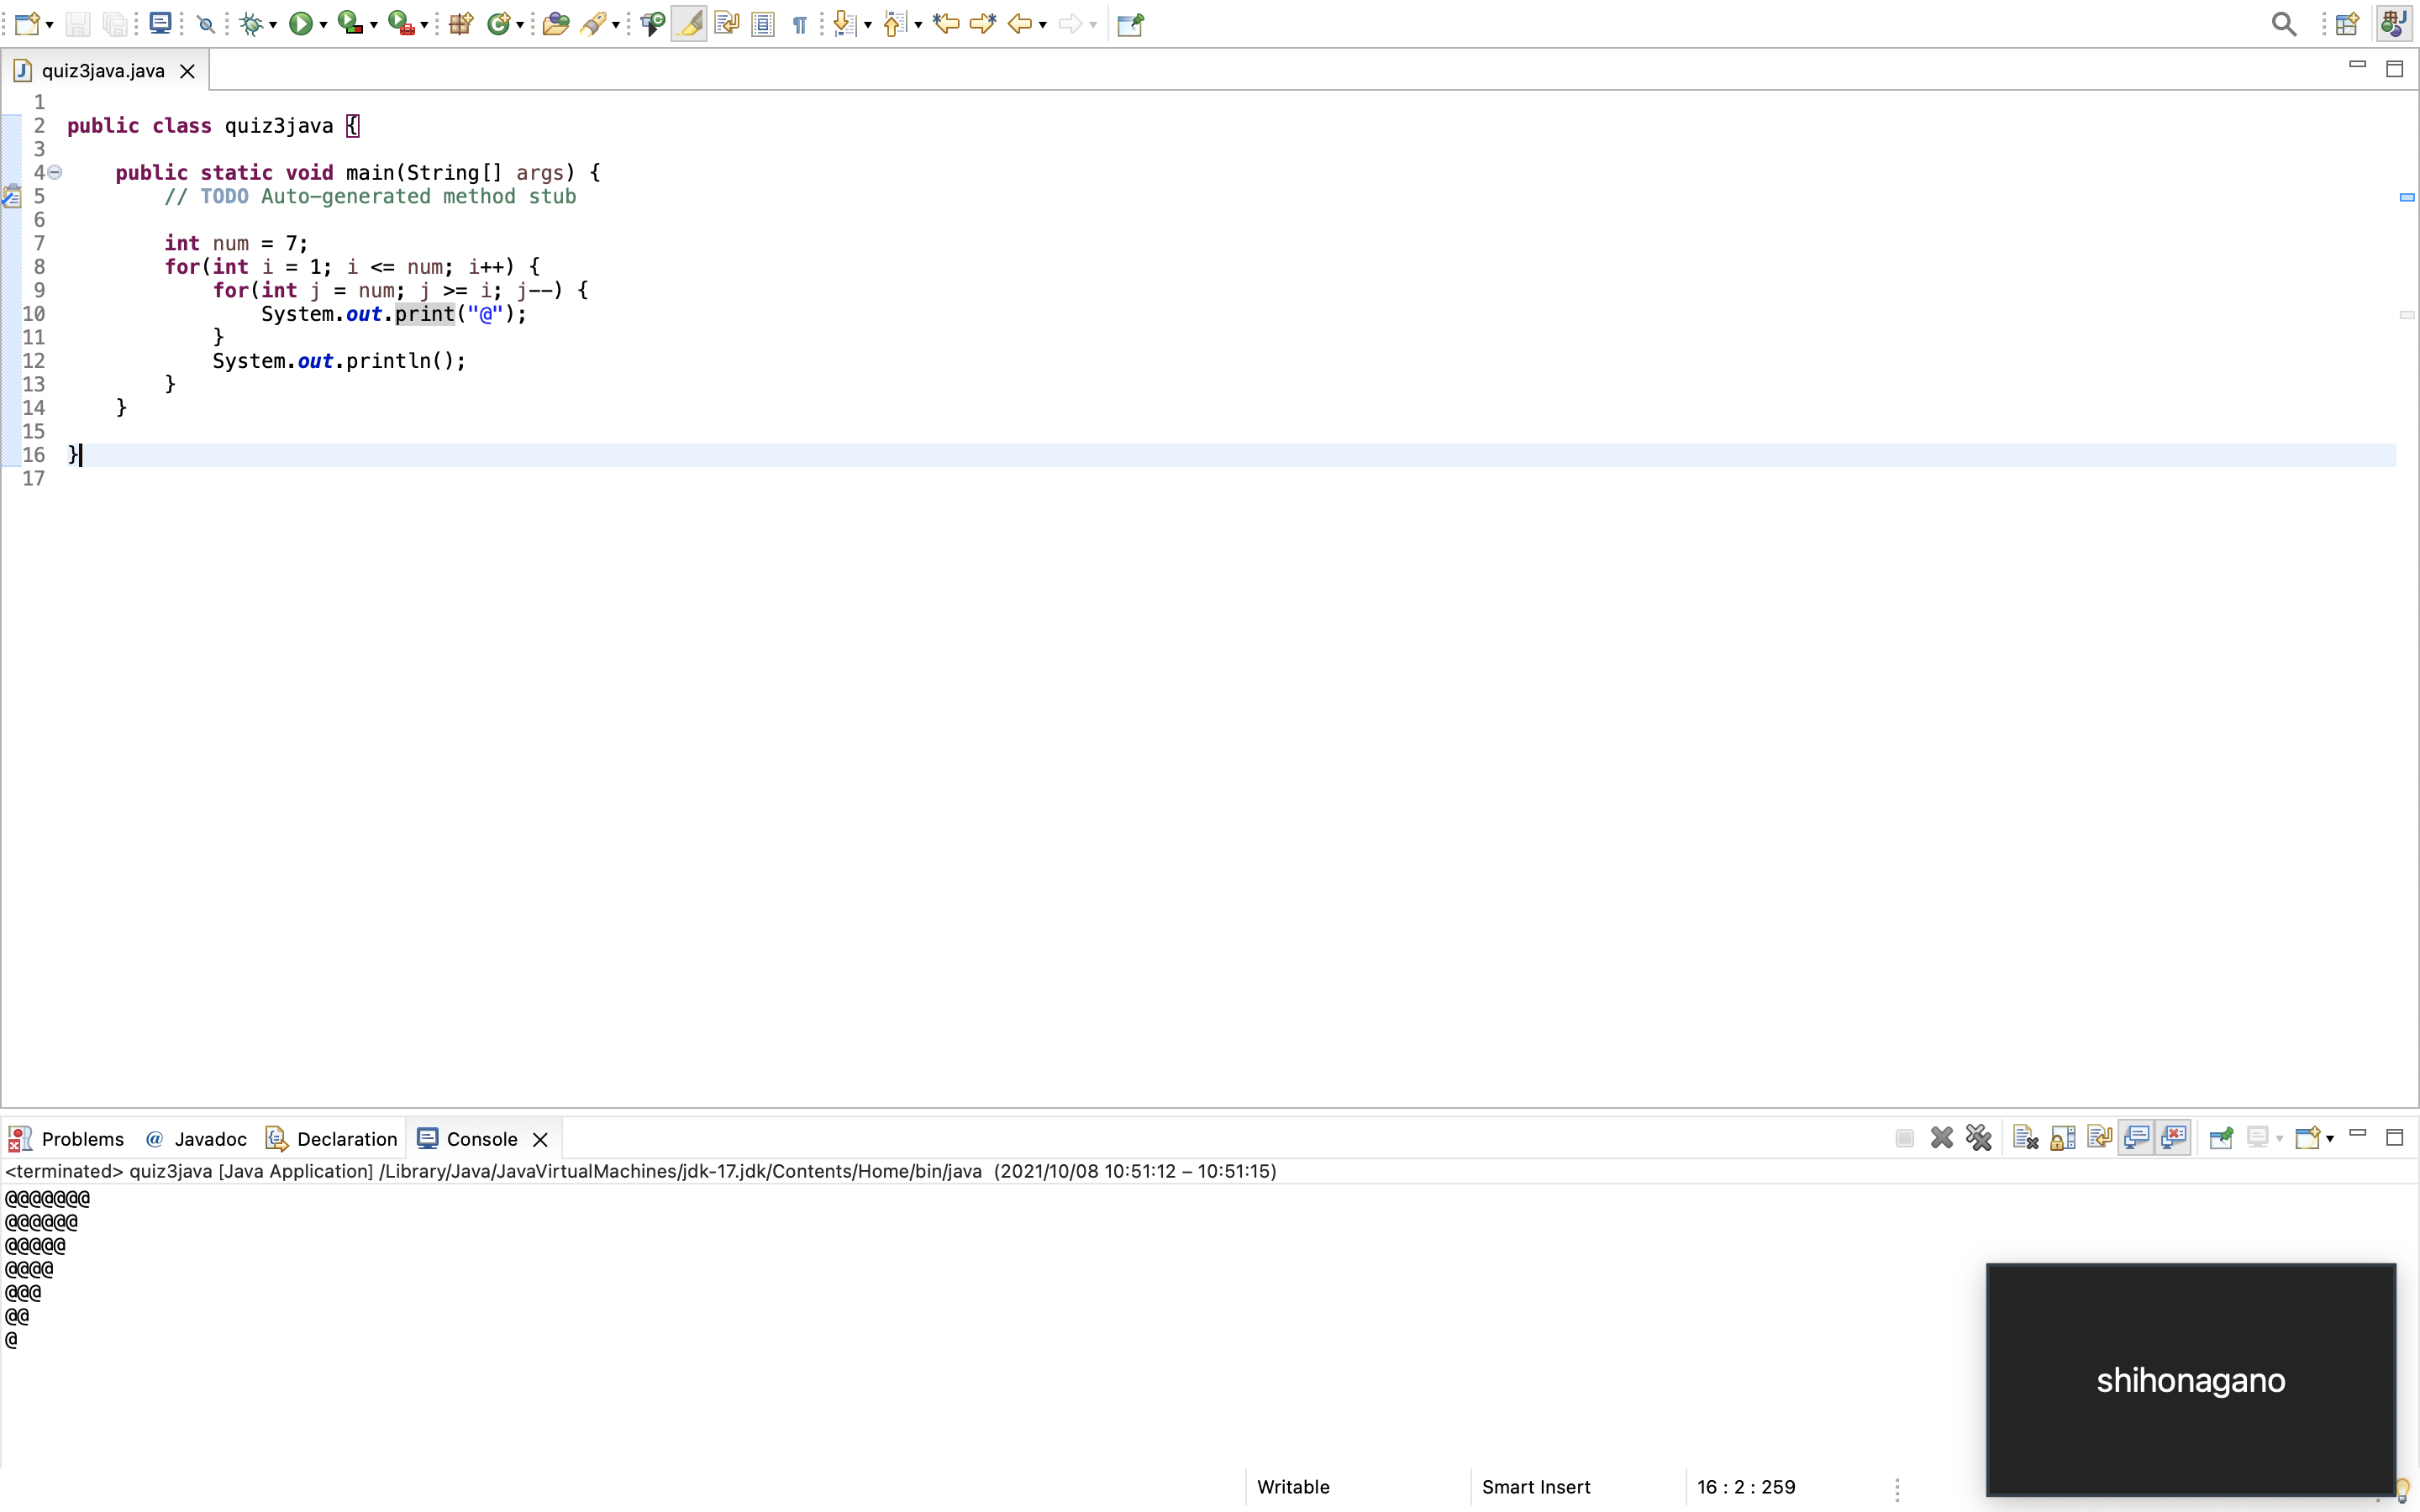 quiz3java.java
1
2 public class quiz3java {
3
4 public static void main(String[] args) {
5 // TODO Auto-generated method stub
6
7 int num = 7;
8 for(int i = 1; i <= num; i++) {
9 for(int j = num; j >= i; j--) {
10 System.out.print("@");
11 }
12 System.out.println();
13 }
14 }
15
16 }
17
Problems @ Javadoc Declaration Console
<terminated> quiz3java [Java Application] /Library/Java/JavaVirtualMachines/jdk-17.jdk/Contents/Home/bin/java (2021/10/08 10:51:12 – 10:51:15)
@@@@@@@
@@@@@@
@@@@@
@@@@
@@@
@@
@
shihonagano
Writable Smart Insert 16 : 2 : 259